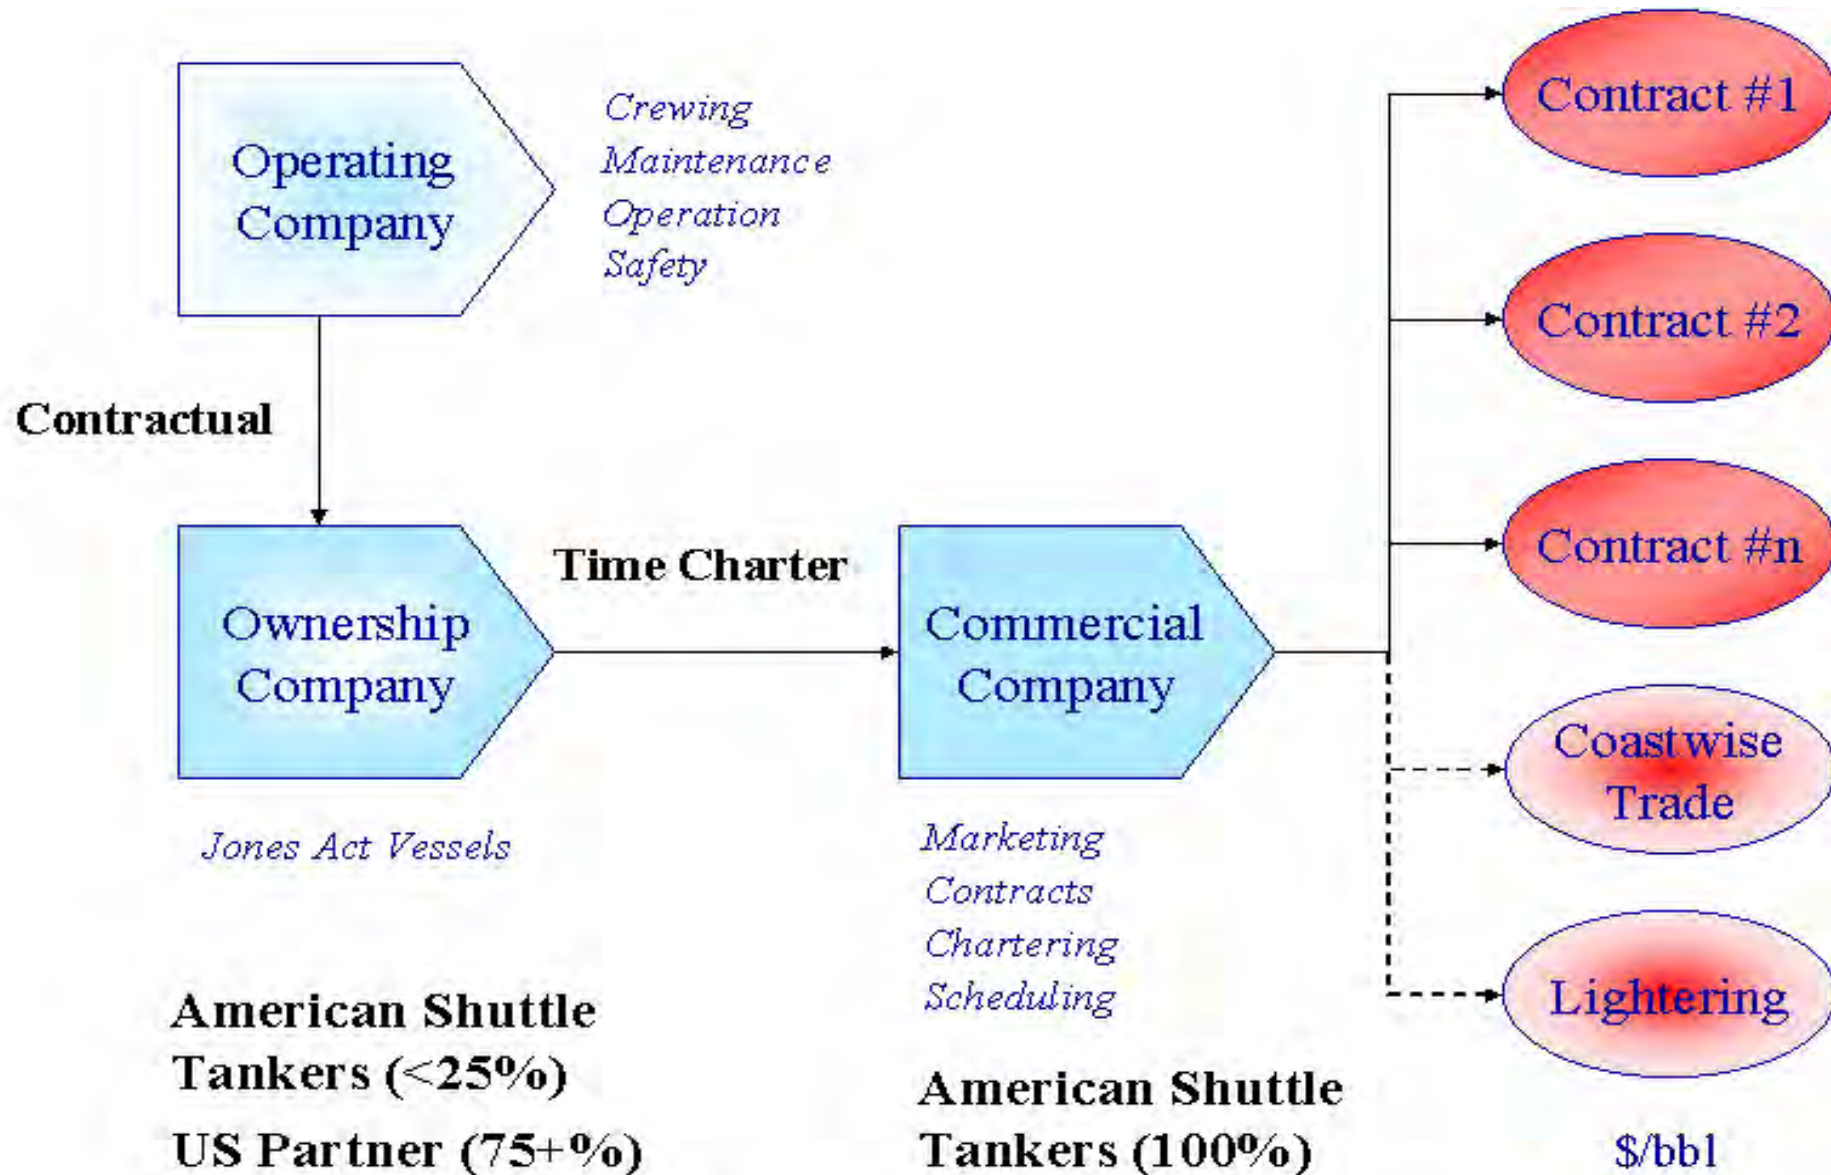 Operating
Company
Crewing
Maintenance
Operation
Safety
Contractual
Ownership
Company
Jones Act Vessels
American Shuttle
Tankers (<25%)
US Partner (75+%)
Time Charter
Commercial
Company
Marketing
Contracts
Chartering
Scheduling
American Shuttle
Tankers (100%)
Contract #1
Contract #2
Contract #n
Coastwise
Trade
Lightering
$/bbl